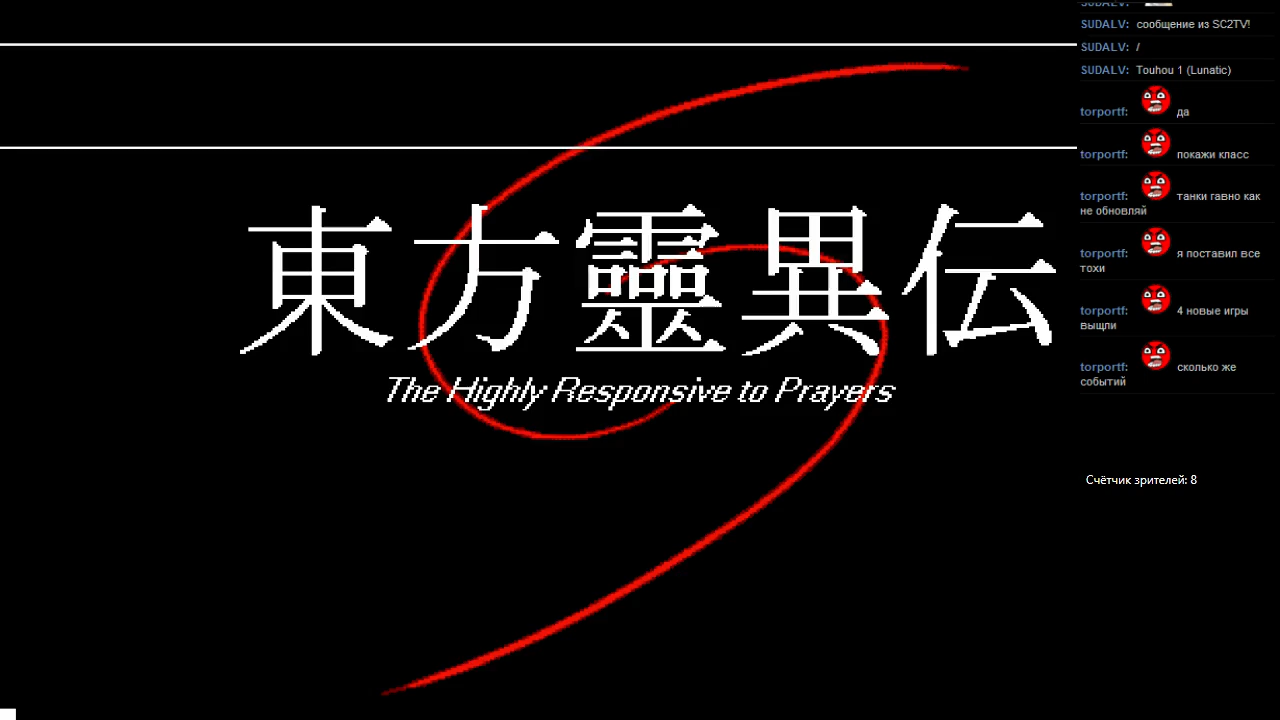 東方靈異伝
The Highly Responsive to Prayers
SUDALV:
SUDALV: сообщение из SC2TV!
SUDALV: /
SUDALV: Touhou 1 (Lunatic)
torportf: да
torportf: покажи класс
torportf: танки гавно как
не обновляй
torportf: я поставил все
тохи
torportf: 4 новые игры
выщли
torportf: сколько же
событий
Счётчик зрителей: 8